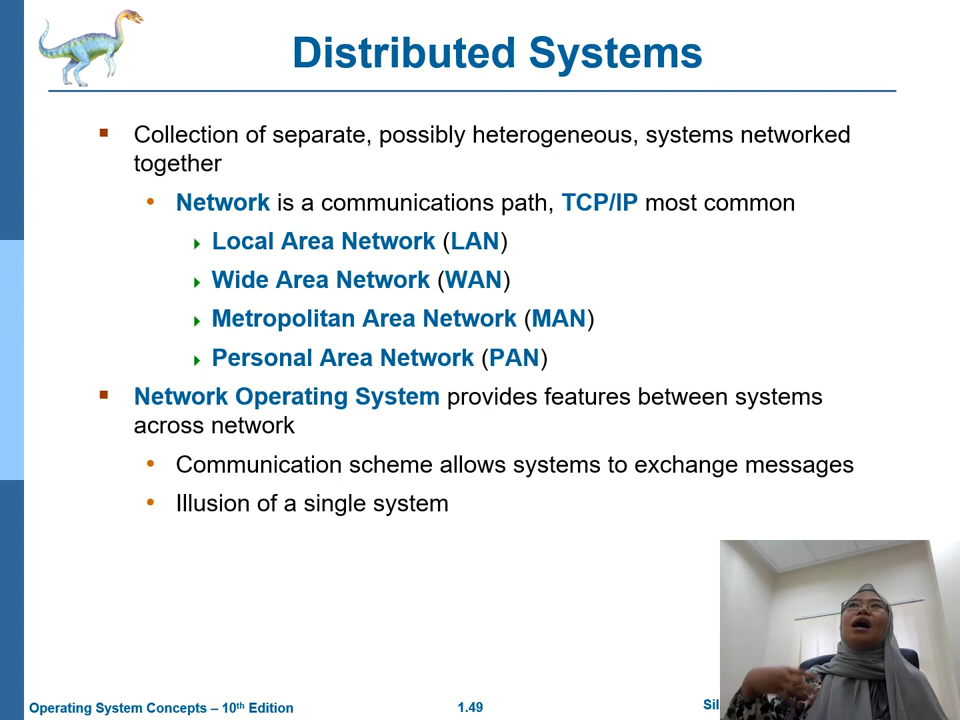 Distributed Systems
Collection of separate, possibly heterogeneous, systems networked
together
Network is a communications path, TCP/IP most common
Local Area Network (LAN)
Wide Area Network (WAN)
Metropolitan Area Network (MAN)
Personal Area Network (PAN)
Network Operating System provides features between systems
across network
Communication scheme allows systems to exchange messages
Illusion of a single system
Operating System Concepts – 10th Edition
1.49